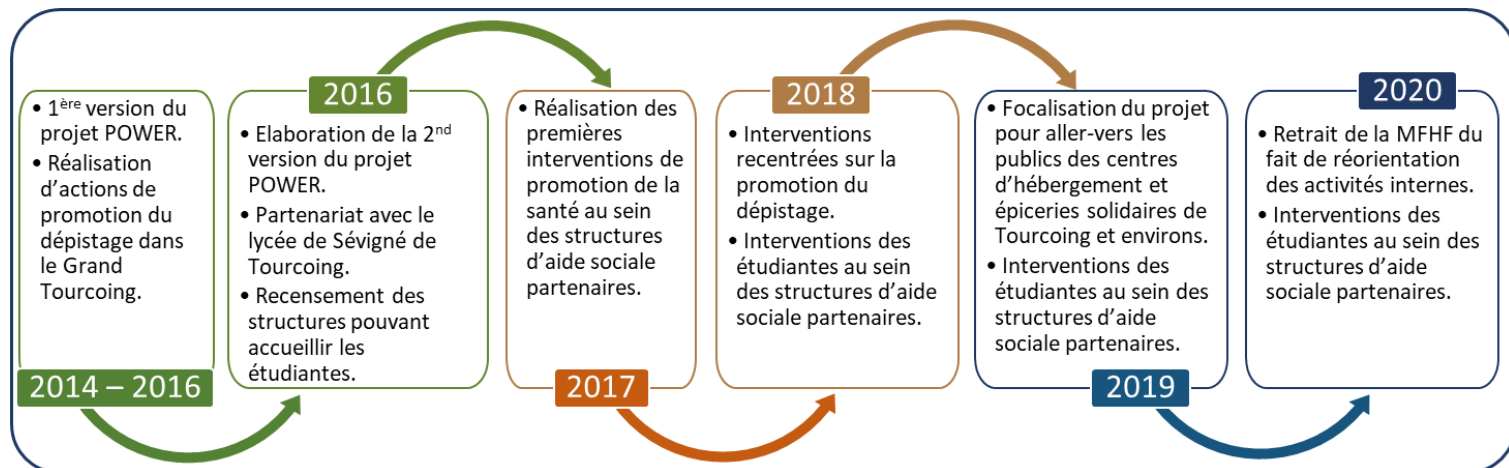 • 1ère version du
projet POWER.
• Réalisation
d’actions de
promotion du
dépistage dans
le Grand
Tourcoing.
2014 – 2016
2016
• Elaboration de la 2nd
version du projet
POWER.
• Partenariat avec le
lycée de Sévigné de
Tourcoing.
• Recensement des
structures pouvant
accueillir les
étudiantes.
• Réalisation des
premières
interventions de
promotion de la
santé au sein
des structures
d’aide sociale
partenaires.
2017
2018
• Interventions
recentrées sur la
promotion du
dépistage.
• Interventions des
étudiantes au sein
des structures d’aide
sociale partenaires.
• Focalisation du projet
pour aller-vers les
publics des centres
d’hébergement et
épiceries solidaires de
Tourcoing et environs.
• Interventions des
étudiantes au sein des
structures d’aide
sociale partenaires.
2019
2020
• Retrait de la MFHF du
fait de réorientation
des activités internes.
• Interventions des
étudiantes au sein des
structures d’aide
sociale partenaires.